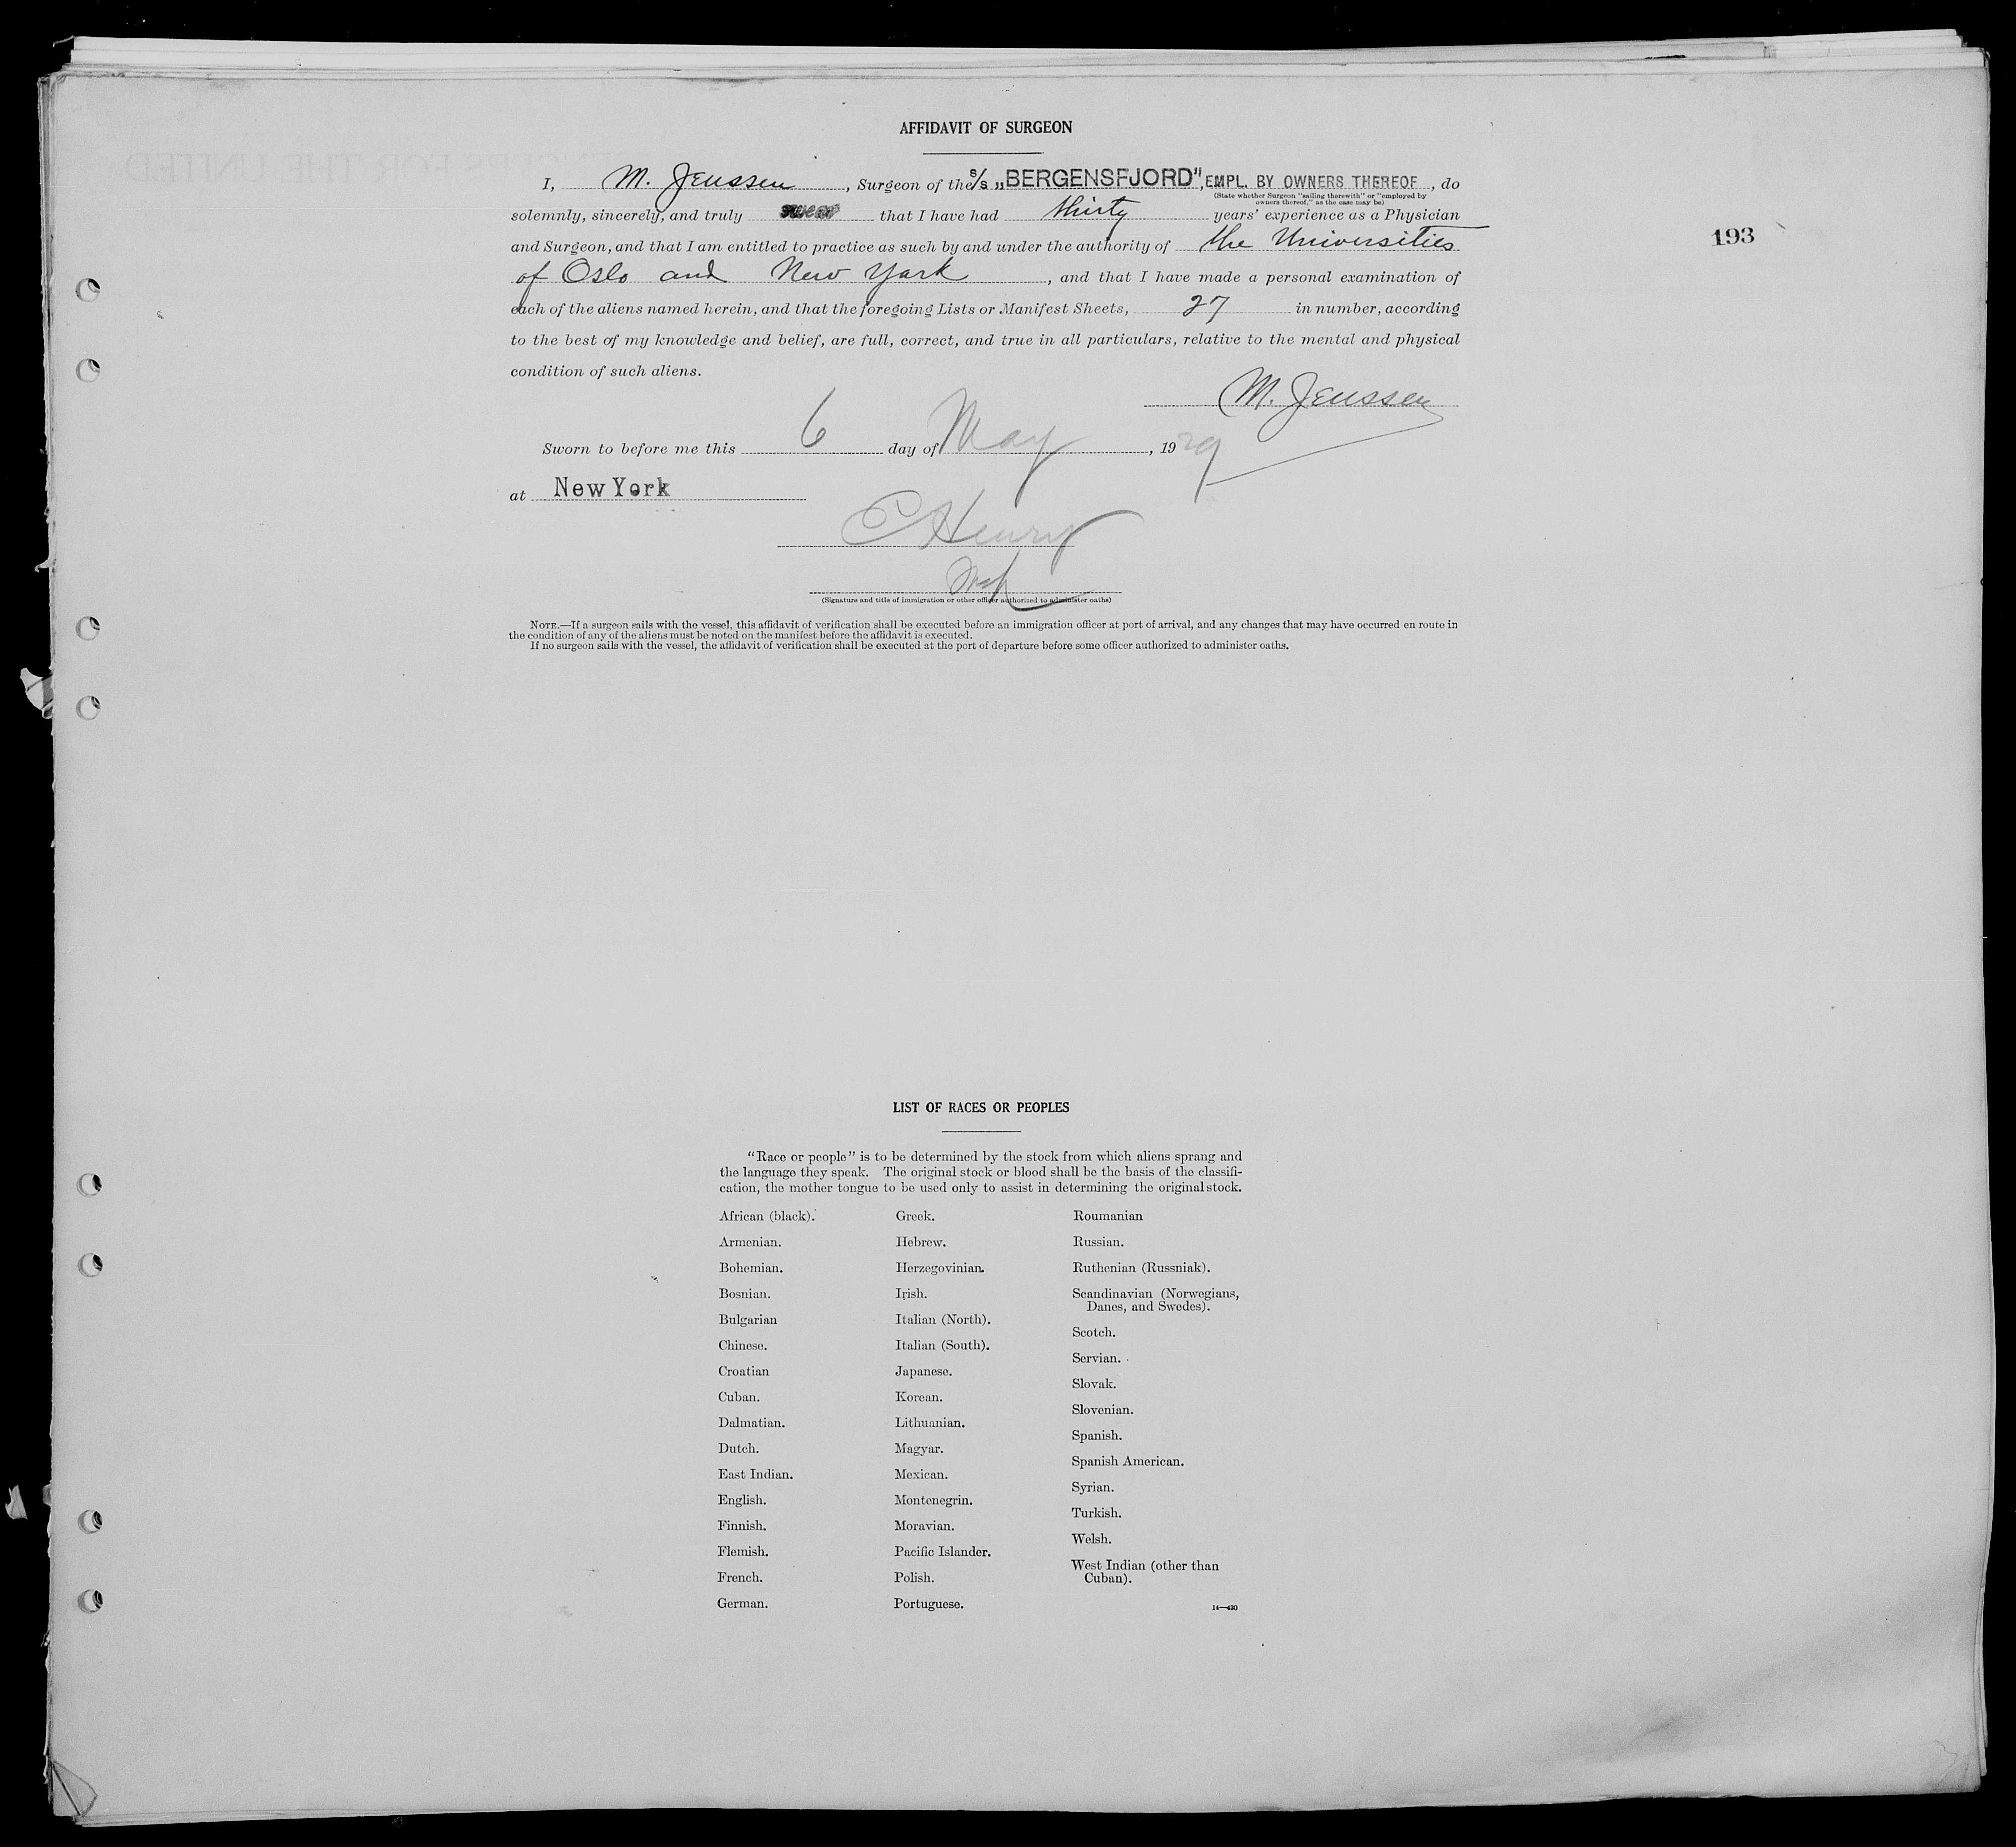 AFFIDAVIT OF SURGEON
I, M. Jenssen, Surgeon of the S/S „BERGENSFJORD", EMPL. BY OWNERS THEREOF, do
(State whether Surgeon "sailing therewith" or "employed by
owners thereof," as the case may be)
solemnly, sincerely, and truly swear that I have had thirty years' experience as a Physician
and Surgeon, and that I am entitled to practice as such by and under the authority of the Universities
of Oslo and New York, and that I have made a personal examination of
each of the aliens named herein, and that the foregoing Lists or Manifest Sheets, 27 in number, according
to the best of my knowledge and belief, are full, correct, and true in all particulars, relative to the mental and physical
condition of such aliens.
193
M. Jenssen
Sworn to before me this 6 day of May, 1929
at New York
C Henry
(Signature and title of immigration or other officer authorized to administer oaths)
NOTE.—If a surgeon sails with the vessel, this affidavit of verification shall be executed before an immigration officer at port of arrival, and any changes that may have occurred en route in
the condition of any of the aliens must be noted on the manifest before the affidavit is executed.
If no surgeon sails with the vessel, the affidavit of verification shall be executed at the port of departure before some officer authorized to administer oaths.
LIST OF RACES OR PEOPLES
"Race or people" is to be determined by the stock from which aliens sprang and
the language they speak. The original stock or blood shall be the basis of the classifi-
cation, the mother tongue to be used only to assist in determining the original stock.
African (black).
Armenian.
Bohemian.
Bosnian.
Bulgarian
Chinese.
Croatian
Cuban.
Dalmatian.
Dutch.
East Indian.
English.
Finnish.
Flemish.
French.
German.
Greek.
Hebrew.
Herzegovinian.
Irish.
Italian (North).
Italian (South).
Japanese.
Korean.
Lithuanian.
Magyar.
Mexican.
Montenegrin.
Moravian.
Pacific Islander.
Polish.
Portuguese.
Roumanian
Russian.
Ruthenian (Russniak).
Scandinavian (Norwegians,
Danes, and Swedes).
Scotch.
Servian.
Slovak.
Slovenian.
Spanish.
Spanish American.
Syrian.
Turkish.
Welsh.
West Indian (other than
Cuban).
14—430